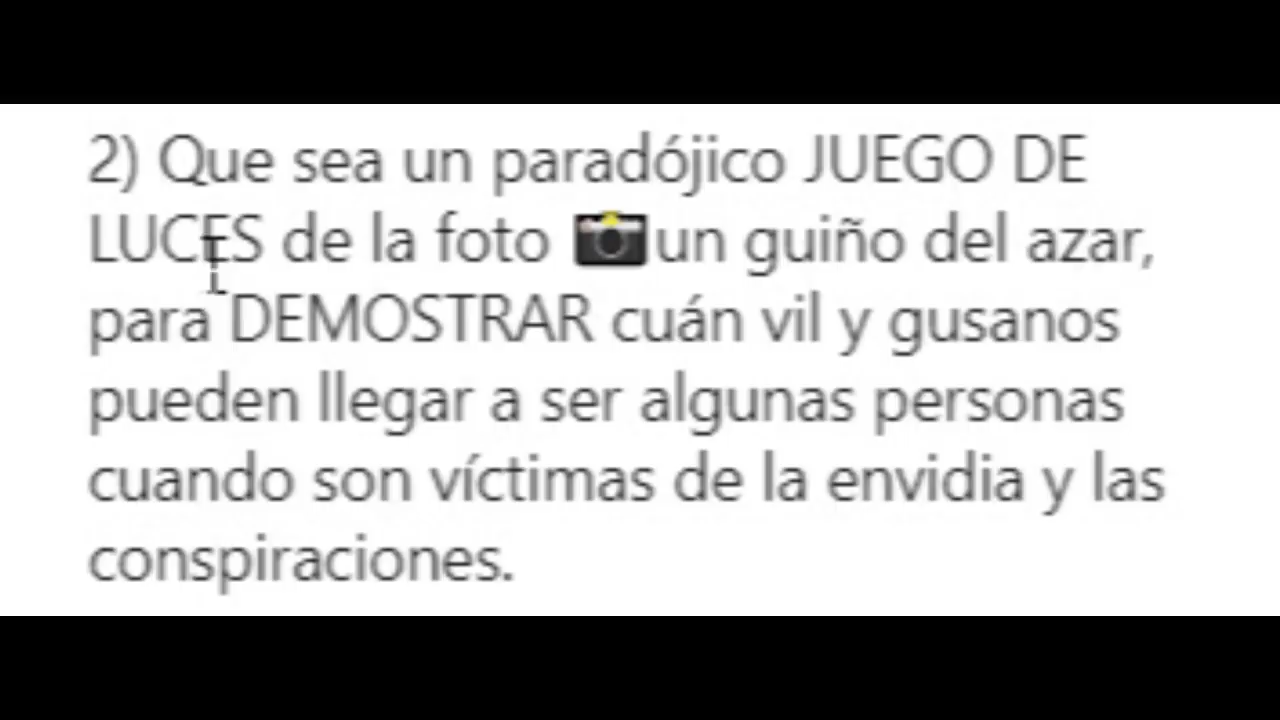 2) Que sea un paradójico JUEGO DE
LUCES de la foto 📸un guiño del azar,
para DEMOSTRAR cuán vil y gusanos
pueden llegar a ser algunas personas
cuando son víctimas de la envidia y las
conspiraciones.